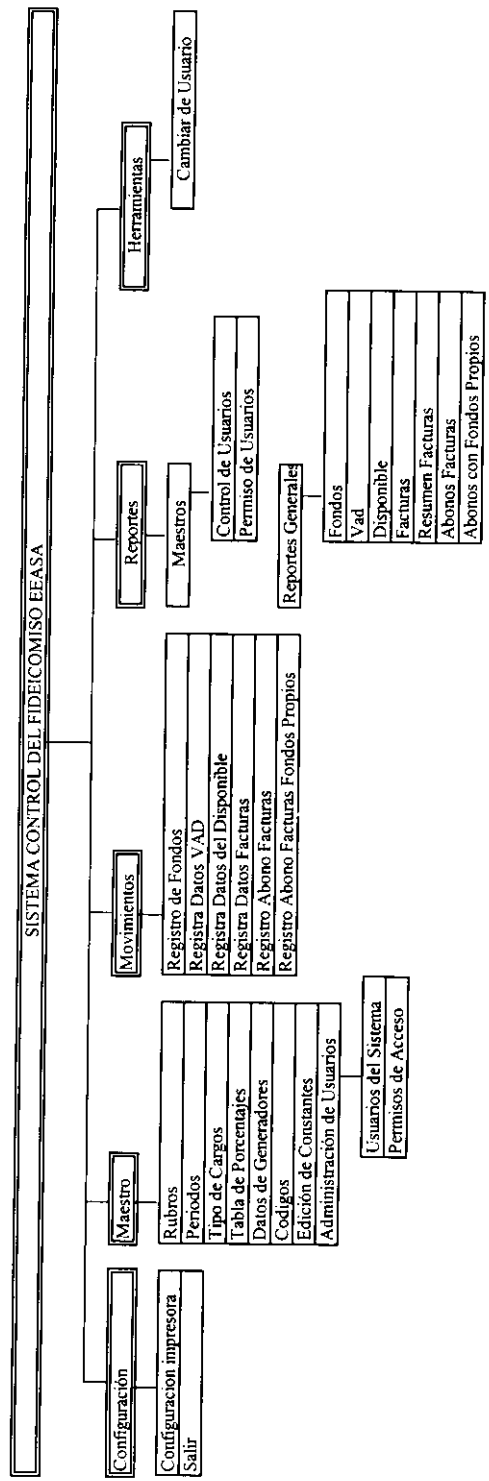 SISTEMA CONTROL DEL FIDEICOMISO EEASA
Configuración
Configuracion impresora
Salir
Maestro
Rubros
Periodos
Tipo de Cargos
Tabla de Porcentajes
Datos de Generadores
Codigos
Edición de Constantes
Administración de Usuarios
Usuarios del Sistema
Permisos de Acceso
Movimientos
Registro de Fondos
Registra Datos VAD
Registra Datos del Disponible
Registra Datos Facturas
Registro Abono Facturas
Registro Abono Facturas Fondos Propios
Reportes
Maestros
Control de Usuarios
Permiso de Usuarios
Reportes Generales
Fondos
Vad
Disponible
Facturas
Resumen Facturas
Abonos Facturas
Abonos con Fondos Propios
Herramientas
Cambiar de Usuario